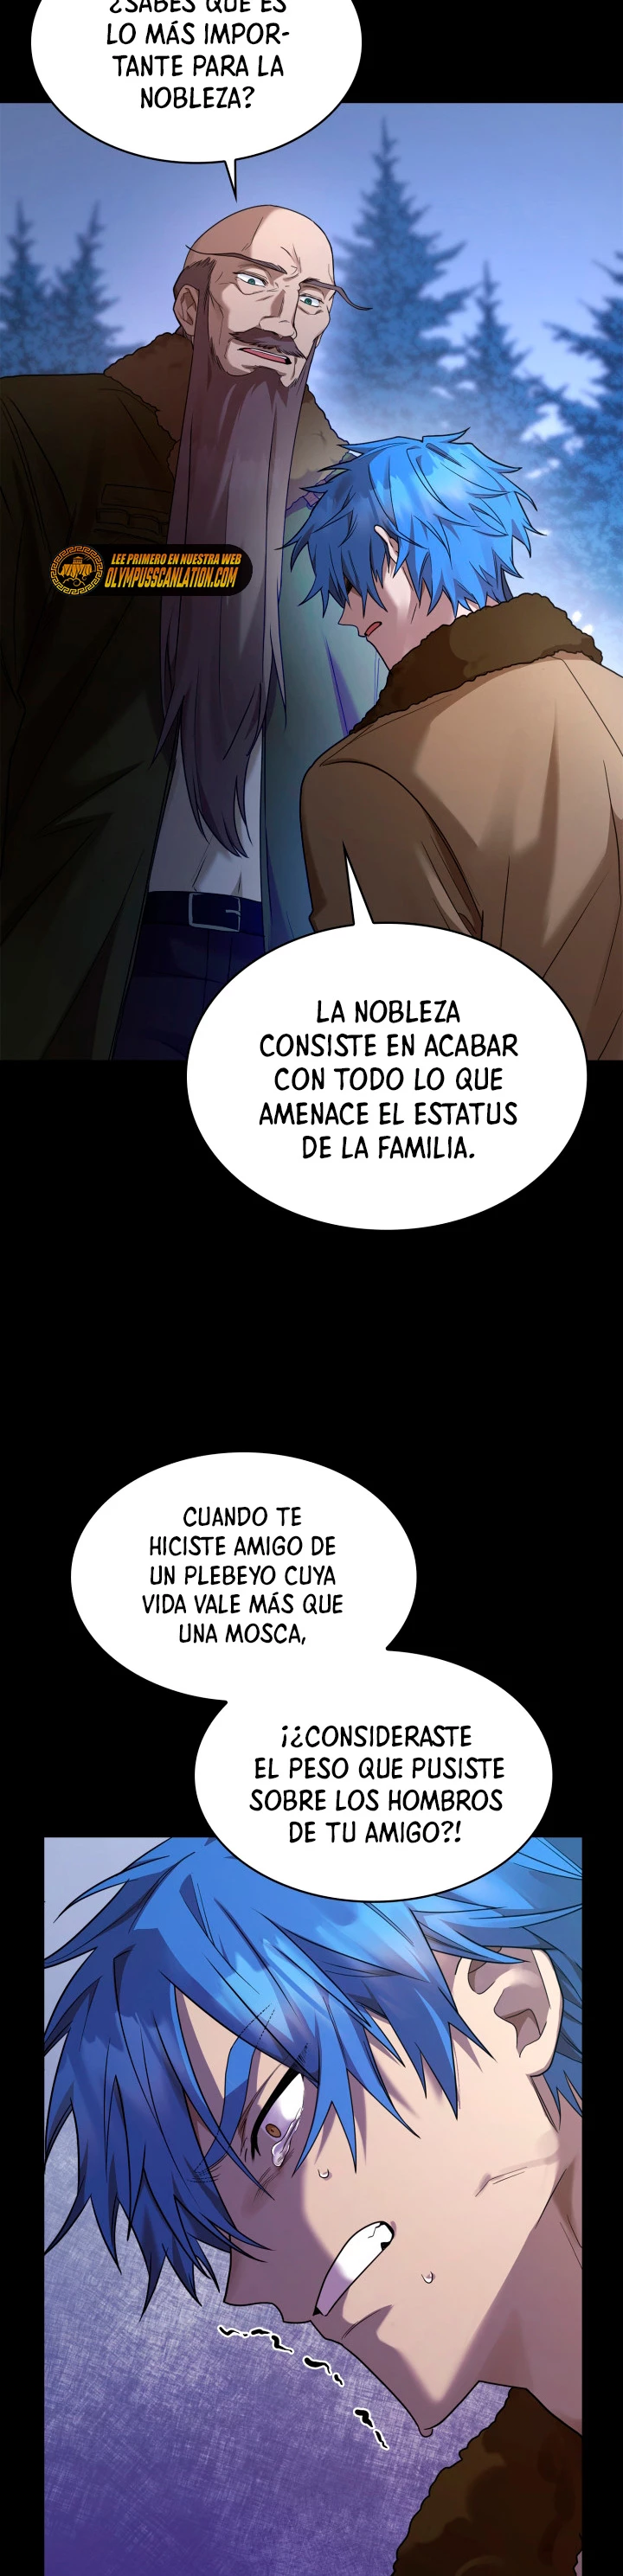 ¿SABES QUÉ ES
LO MÁS IMPOR-
TANTE PARA LA
NOBLEZA?
LEE PRIMERO EN NUESTRA WEB
OLYMPUSSCANLATION.COM
LA NOBLEZA
CONSISTE EN ACABAR
CON TODO LO QUE
AMENACE EL ESTATUS
DE LA FAMILIA.
CUANDO TE
HICISTE AMIGO DE
UN PLEBEYO CUYA
VIDA VALE MÁS QUE
UNA MOSCA,
¡¿CONSIDERASTE
EL PESO QUE PUSISTE
SOBRE LOS HOMBROS
DE TU AMIGO?!